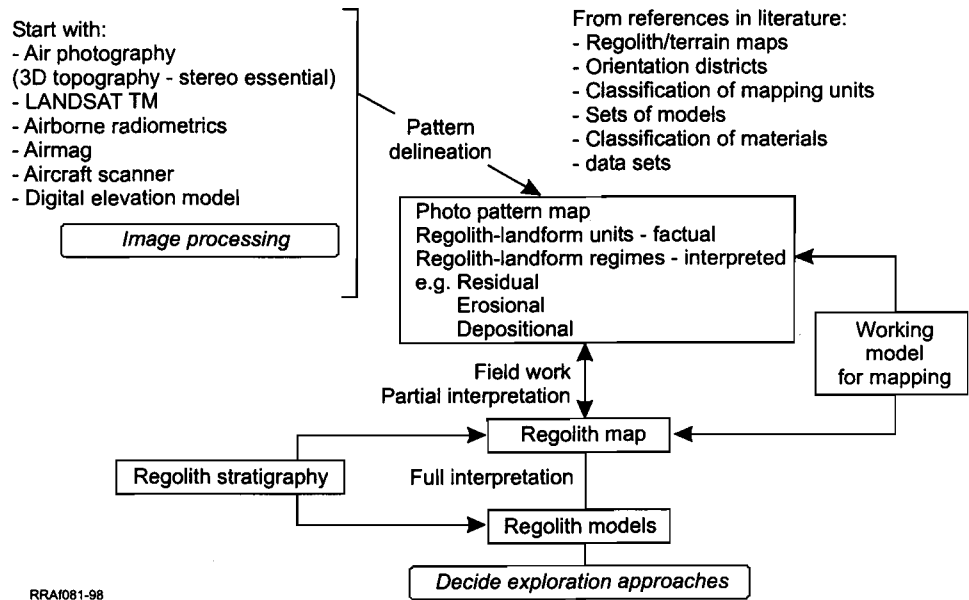 Start with:
- Air photography
(3D topography - stereo essential)
- LANDSAT TM
- Airborne radiometrics
- Airmag
- Aircraft scanner
- Digital elevation model
Image processing
Pattern
delineation
From references in literature:
- Regolith/terrain maps
- Orientation districts
- Classification of mapping units
- Sets of models
- Classification of materials
- data sets
Photo pattern map
Regolith-landform units - factual
Regolith-landform regimes - interpreted
e.g. Residual
Erosional
Depositional
Working
model
for mapping
Field work
Partial interpretation
Regolith map
Regolith stratigraphy
Full interpretation
Regolith models
Decide exploration approaches
RRAf081-98